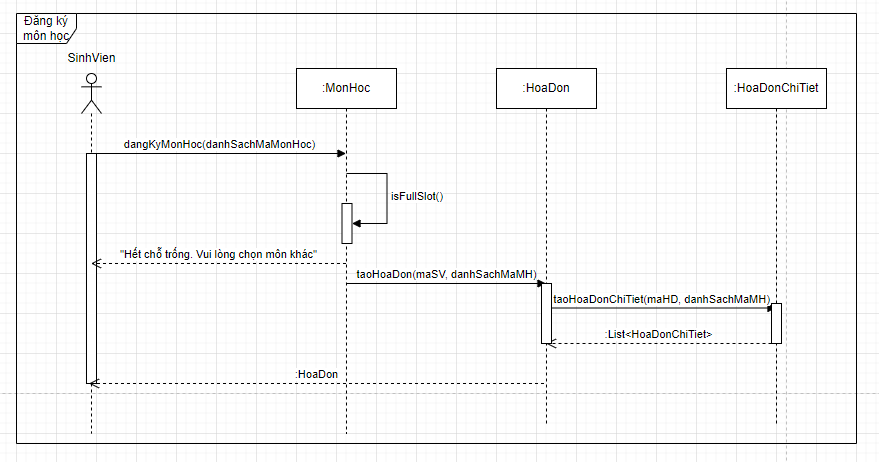 Đăng ký
môn học
SinhVien
:MonHoc
:HoaDon
:HoaDonChiTiet
dangKyMonHoc(danhSachMaMonHoc)
isFullSlot()
"Hết chỗ trống. Vui lòng chọn môn khác"
taoHoaDon(maSV, danhSachMaMH)
taoHoaDonChiTiet(maHD, danhSachMaMH)
:List<HoaDonChiTiet>
:HoaDon